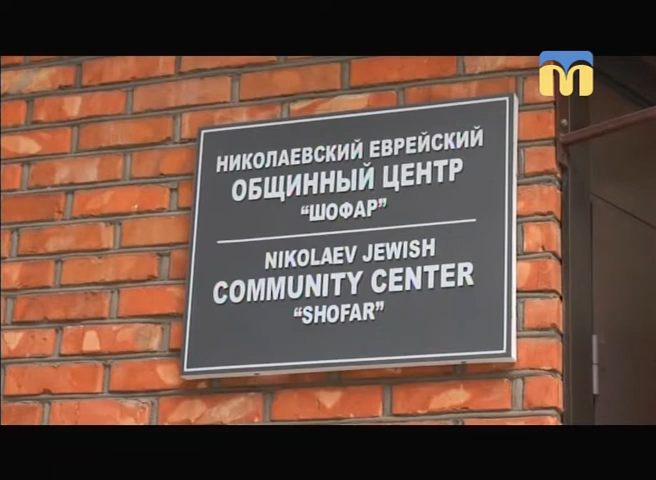 М
НИКОЛАЕВСКИЙ ЕВРЕЙСКИЙ
ОБЩИННЫЙ ЦЕНТР
“ШОФАР”
NIKOLAEV JEWISH
COMMUNITY CENTER
“SHOFAR”